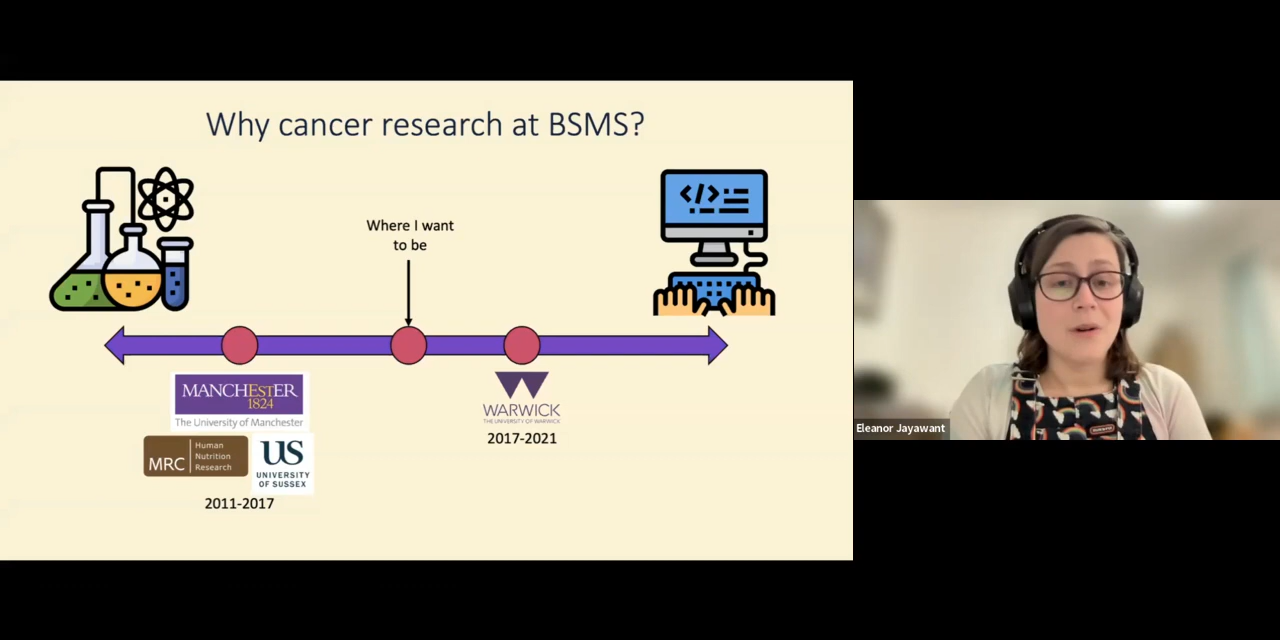 Why cancer research at BSMS?
Where I want
to be
</>
MANCHESTER
1824
The University of Manchester
MRC
Human
Nutrition
Research
US
UNIVERSITY
OF SUSSEX
2011-2017
WARWICK
THE UNIVERSITY OF WARWICK
2017-2021
Eleanor Jayawant